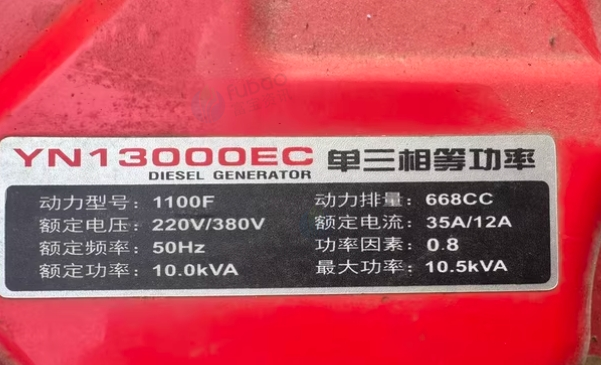 YN13000EC 单三相等功率
DIESEL GENERATOR
动力型号：1100F 动力排量：668CC
额定电压：220V/380V 额定电流：35A/12A
额定频率：50Hz 功率因素：0.8
额定功率：10.0kVA 最大功率：10.5kVA